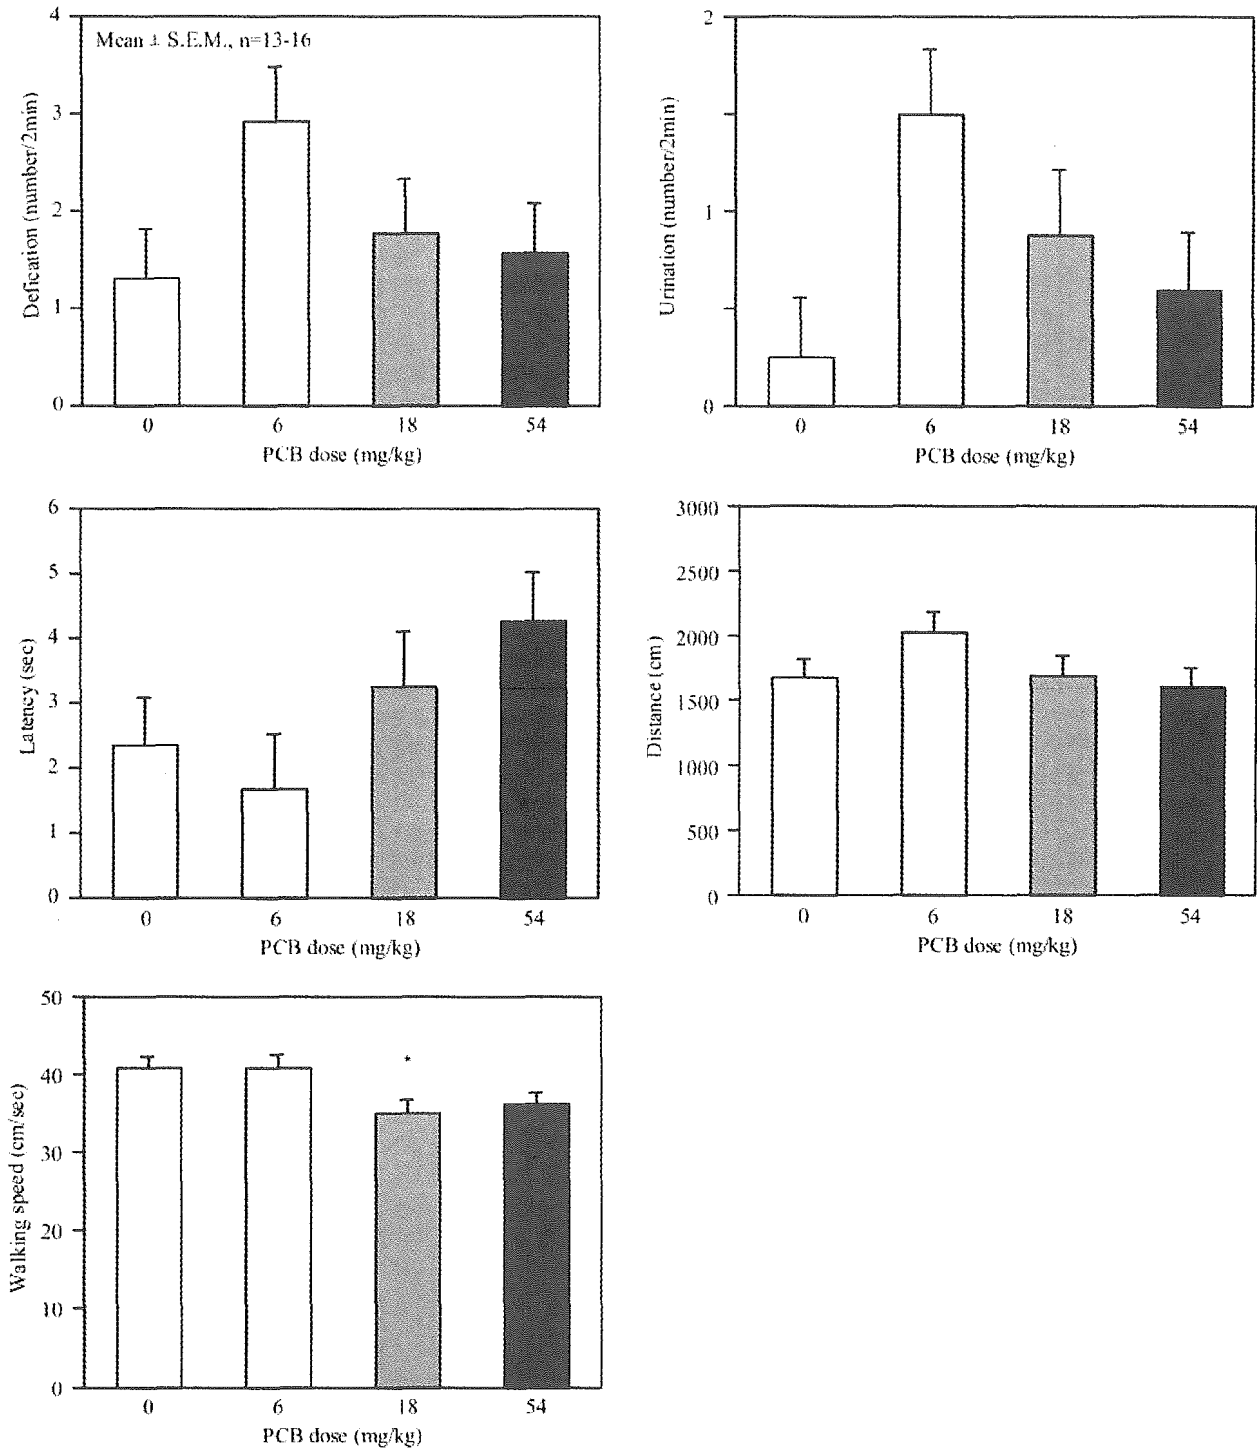 Mean ± S.E.M., n=13-16
Defication (number/2min)
4
3
2
1
0
0 6 18 54
PCB dose (mg/kg)
Urination (number/2min)
2
1
0
0 6 18 54
PCB dose (mg/kg)
Latency (sec)
6
5
4
3
2
1
0
0 6 18 54
PCB dose (mg/kg)
Distance (cm)
3000
2500
2000
1500
1000
500
0
0 6 18 54
PCB dose (mg/kg)
Walking speed (cm/sec)
50
40
30
20
10
0
*
0 6 18 54
PCB dose (mg/kg)